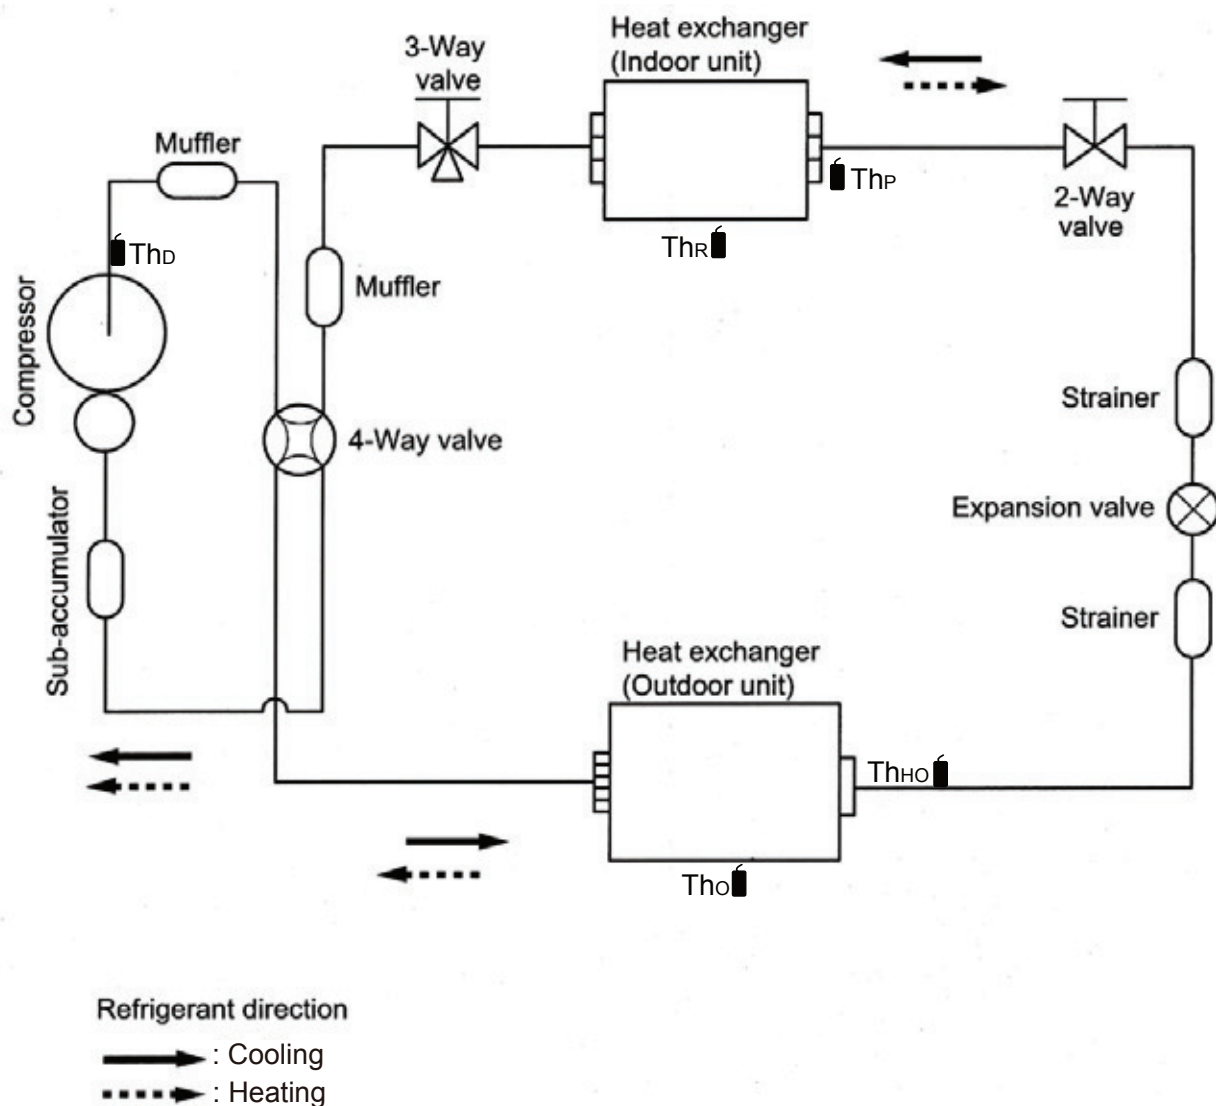 Heat exchanger
(Indoor unit)
3-Way
valve
Muffler
ThP
2-Way
valve
ThR
ThD
Muffler
Compressor
Strainer
4-Way valve
Expansion valve
Sub-accumulator
Strainer
Heat exchanger
(Outdoor unit)
ThHO
ThO
Refrigerant direction
: Cooling
: Heating